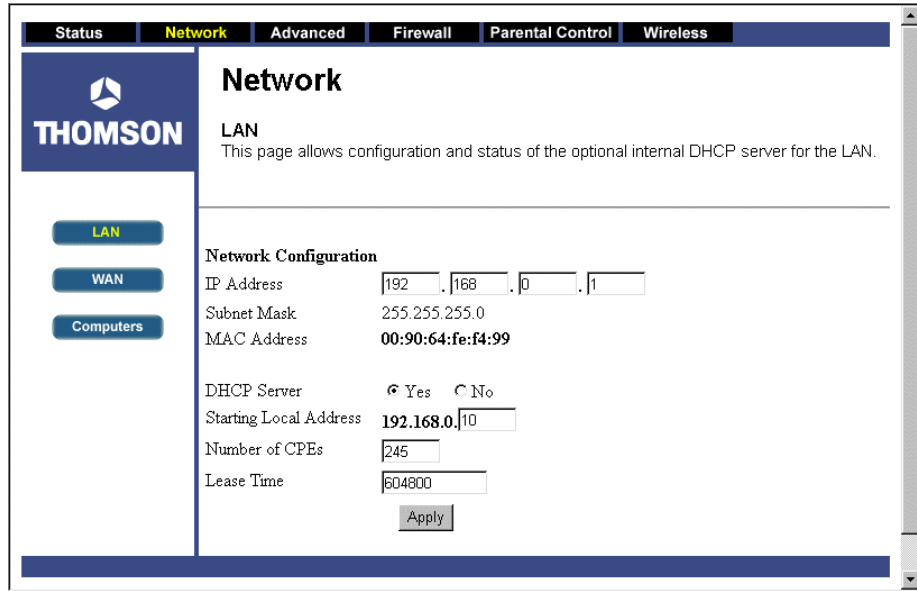 Status Network Advanced Firewall Parental Control Wireless
THOMSON
Network
LAN
This page allows configuration and status of the optional internal DHCP server for the LAN.
LAN
WAN
Computers
Network Configuration
IP Address 192 . 168 . 0 . 1
Subnet Mask 255.255.255.0
MAC Address 00:90:64:fe:f4:99
DHCP Server Yes No
Starting Local Address 192.168.0. 10
Number of CPEs 245
Lease Time 604800
Apply